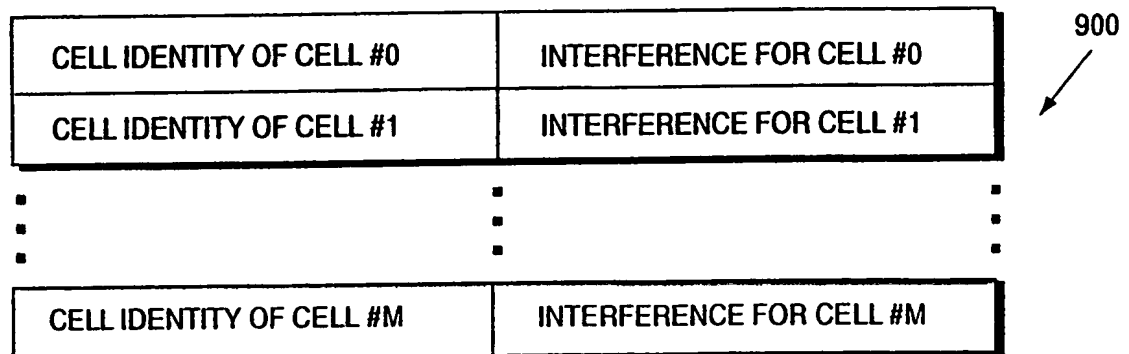 900
CELL IDENTITY OF CELL #0 INTERFERENCE FOR CELL #0
CELL IDENTITY OF CELL #1 INTERFERENCE FOR CELL #1
CELL IDENTITY OF CELL #M INTERFERENCE FOR CELL #M